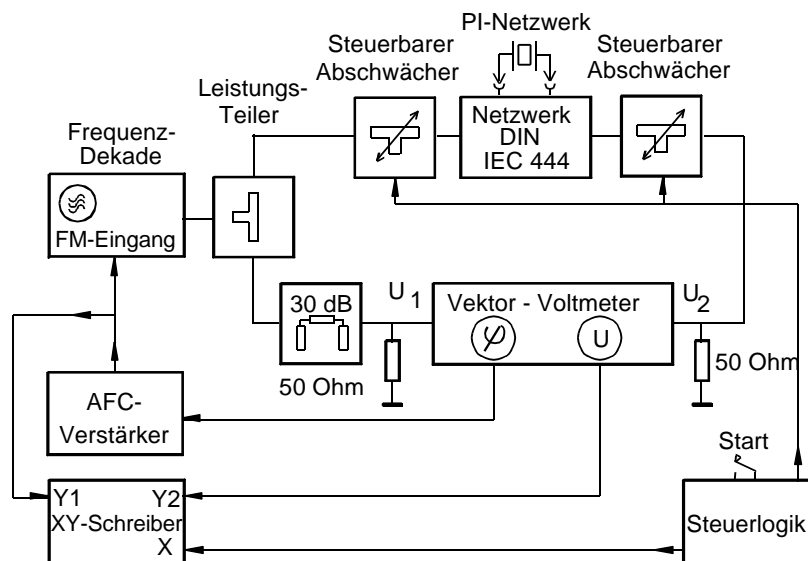 PI-Netzwerk
Steuerbarer
Abschwächer
Steuerbarer
Abschwächer
Leistungs-
Teiler
Frequenz-
Dekade
Netzwerk
DIN
IEC 444
FM-Eingang
30 dB
U1
Vektor - Voltmeter
U2
φ
U
50 Ohm
50 Ohm
AFC-
Verstärker
Start
Y1
Y2
XY-Schreiber
X
Steuerlogik